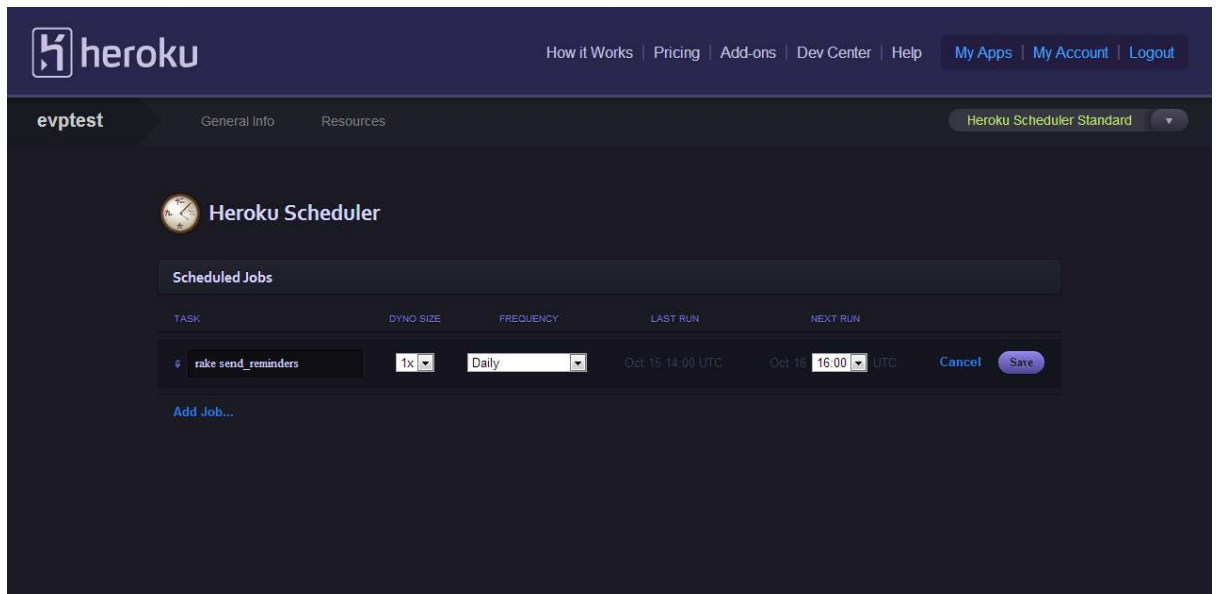 heroku
How it Works | Pricing | Add-ons | Dev Center | Help My Apps | My Account | Logout
evptest General Info Resources Heroku Scheduler Standard
Heroku Scheduler
Scheduled Jobs
TASK DYNO SIZE FREQUENCY LAST RUN NEXT RUN
$ rake send_reminders 1x Daily Oct 15 14:00 UTC Oct 16 16:00 UTC Cancel Save
Add Job...